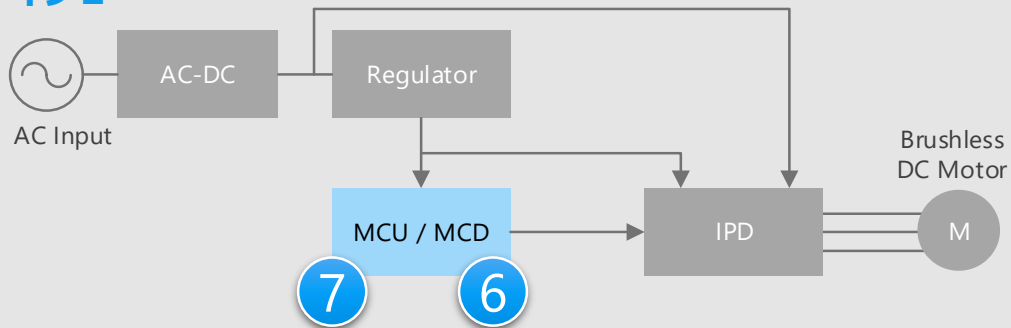 AC-DC
Regulator
AC Input
Brushless
DC Motor
MCU / MCD
IPD
M
7
6